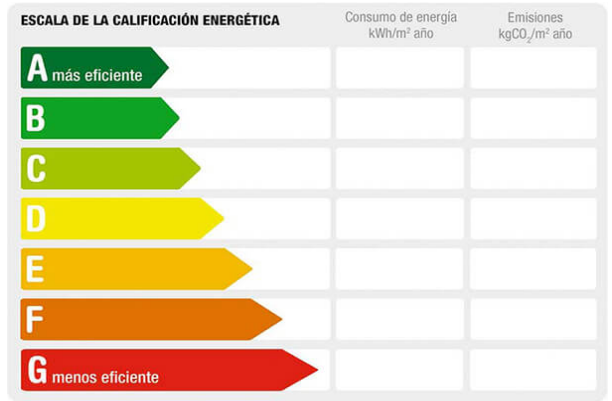 ESCALA DE LA CALIFICACIÓN ENERGÉTICA
Consumo de energía
kWh/m² año
Emisiones
kgCO₂/m² año
A más eficiente
B
C
D
E
F
G menos eficiente